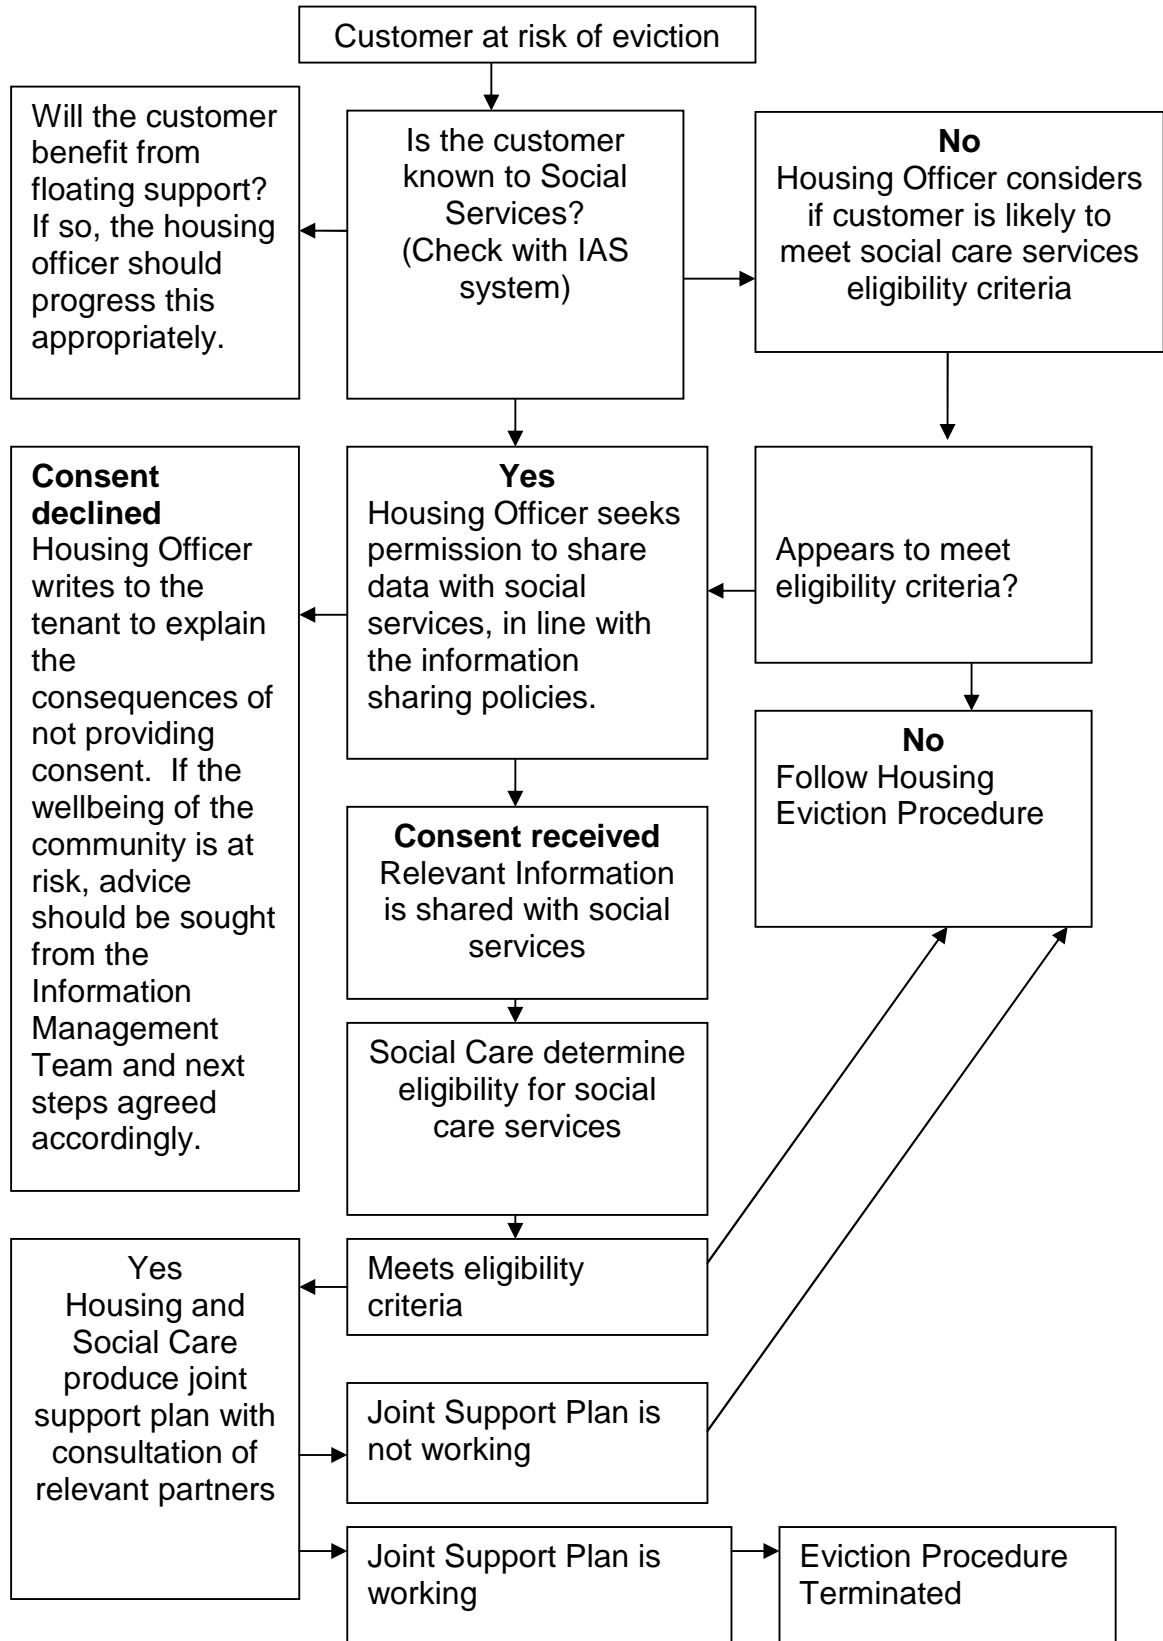 Customer at risk of eviction
Will the customer
benefit from
floating support?
If so, the housing
officer should
progress this
appropriately.
Is the customer
known to Social
Services?
(Check with IAS
system)
No
Housing Officer considers
if customer is likely to
meet social care services
eligibility criteria
Consent
declined
Housing Officer
writes to the
tenant to explain
the
consequences of
not providing
consent.  If the
wellbeing of the
community is at
risk, advice
should be sought
from the
Information
Management
Team and next
steps agreed
accordingly.
Yes
Housing Officer seeks
permission to share
data with social
services, in line with
the information
sharing policies.
Appears to meet
eligibility criteria?
No
Follow Housing
Eviction Procedure
Consent received
Relevant Information
is shared with social
services
Social Care determine
eligibility for social
care services
Meets eligibility
criteria
Yes
Housing and
Social Care
produce joint
support plan with
consultation of
relevant partners
Joint Support Plan is
not working
Joint Support Plan is
working
Eviction Procedure
Terminated